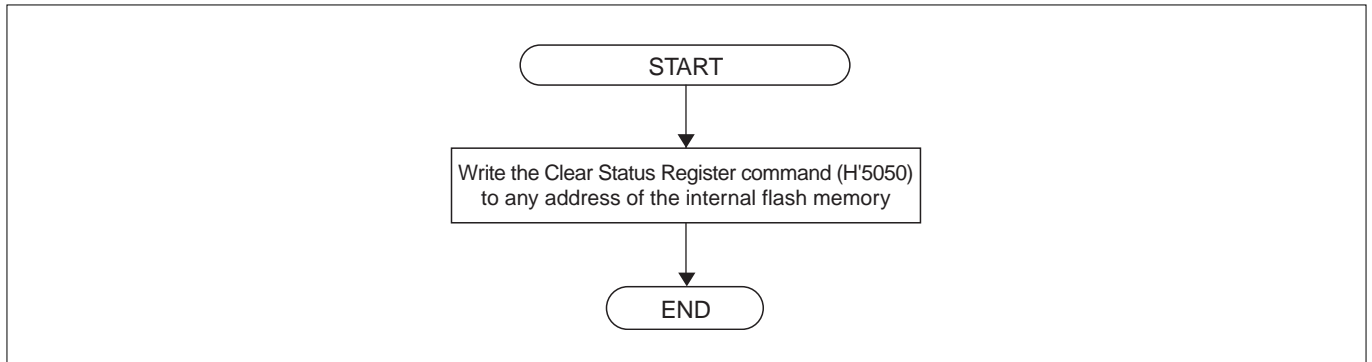 START
Write the Clear Status Register command (H'5050)
to any address of the internal flash memory
END